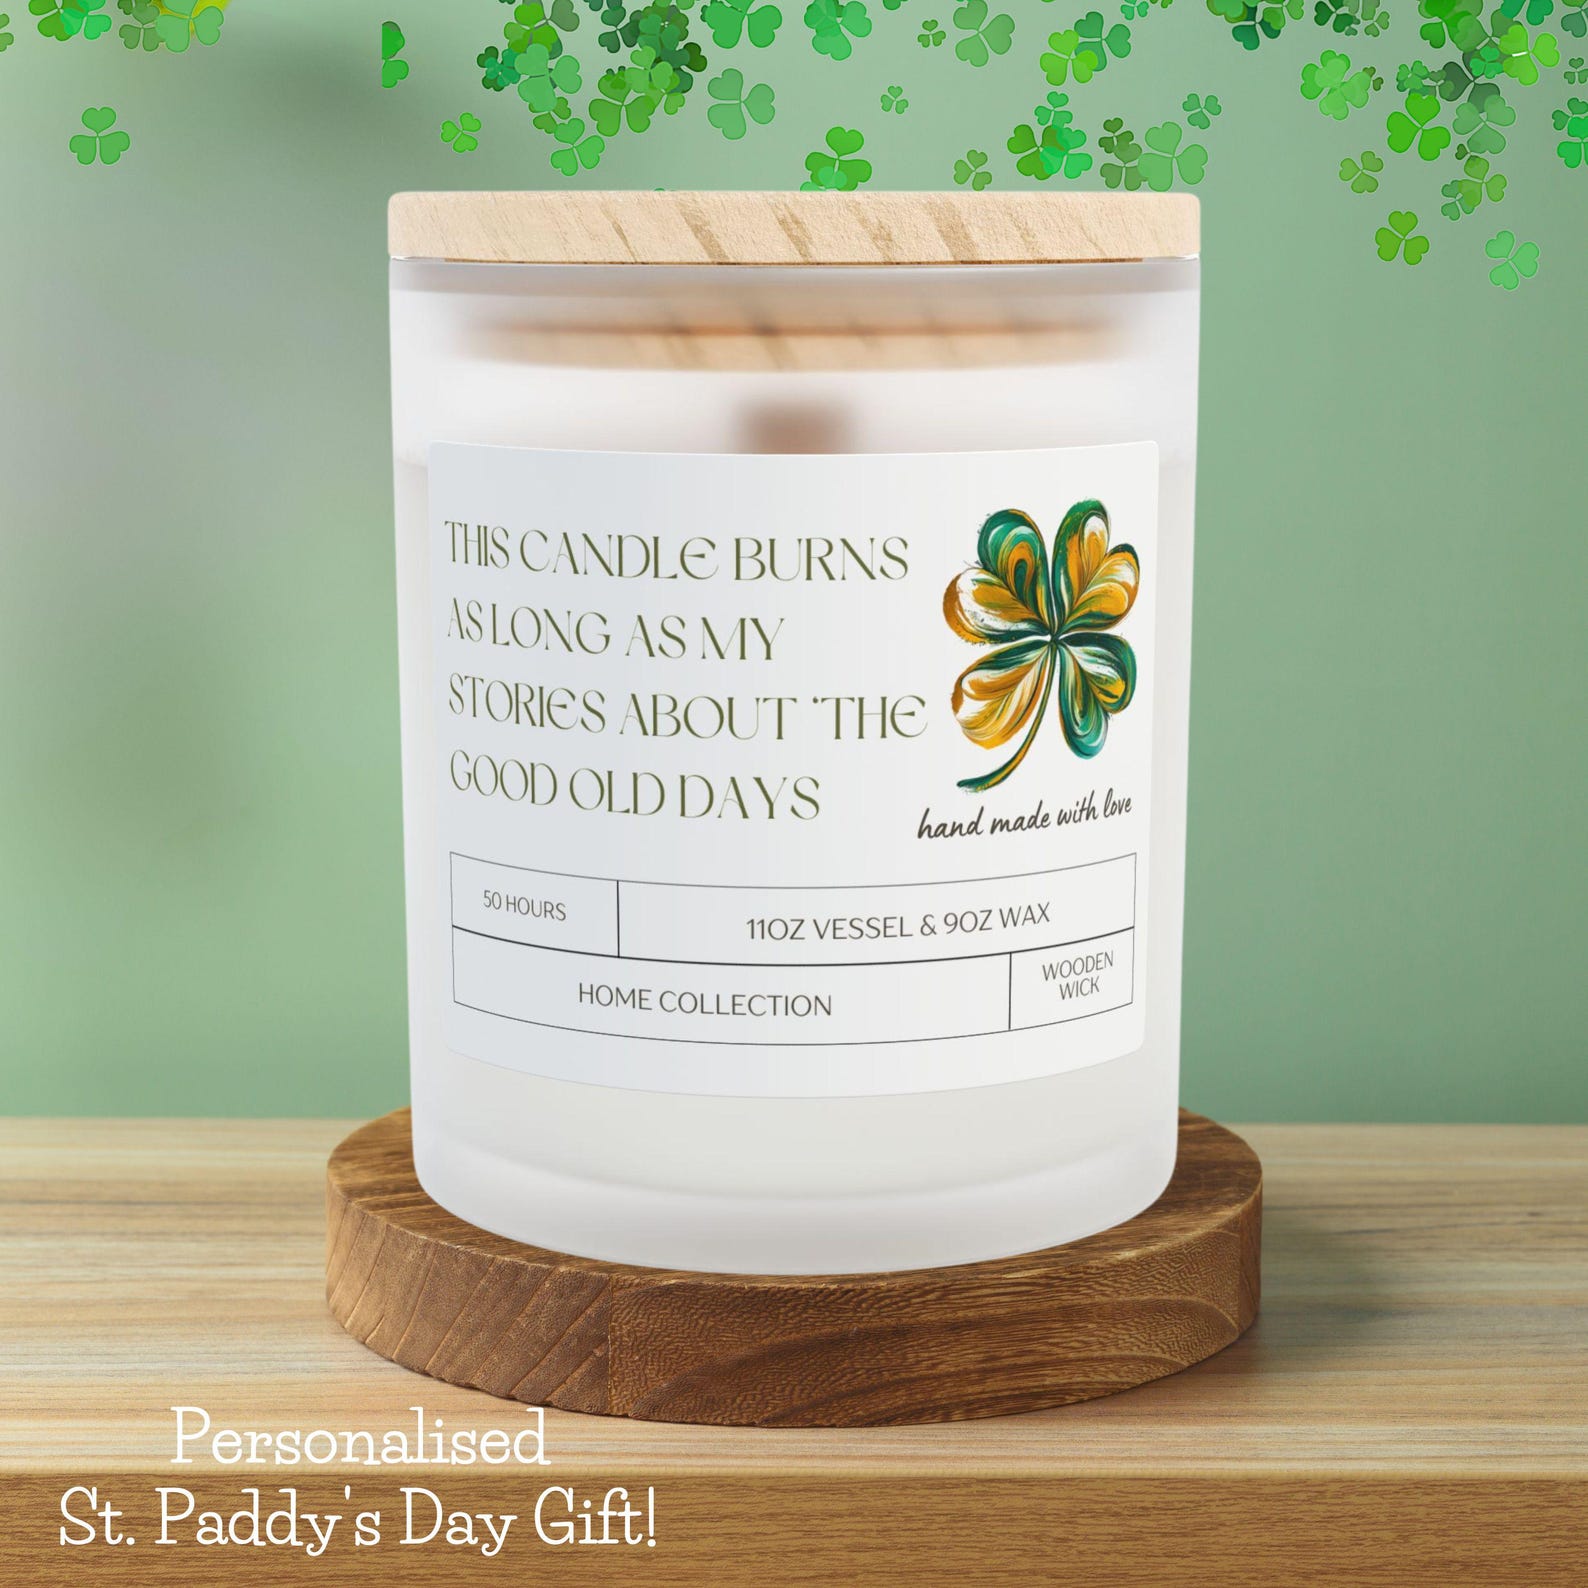 THIS CANDLE BURNS
AS LONG AS MY
STORIES ABOUT 'THE
GOOD OLD DAYS
hand made with love
50 HOURS
11OZ VESSEL & 9OZ WAX
HOME COLLECTION
WOODEN
WICK
Personalised
St. Paddy's Day Gift!